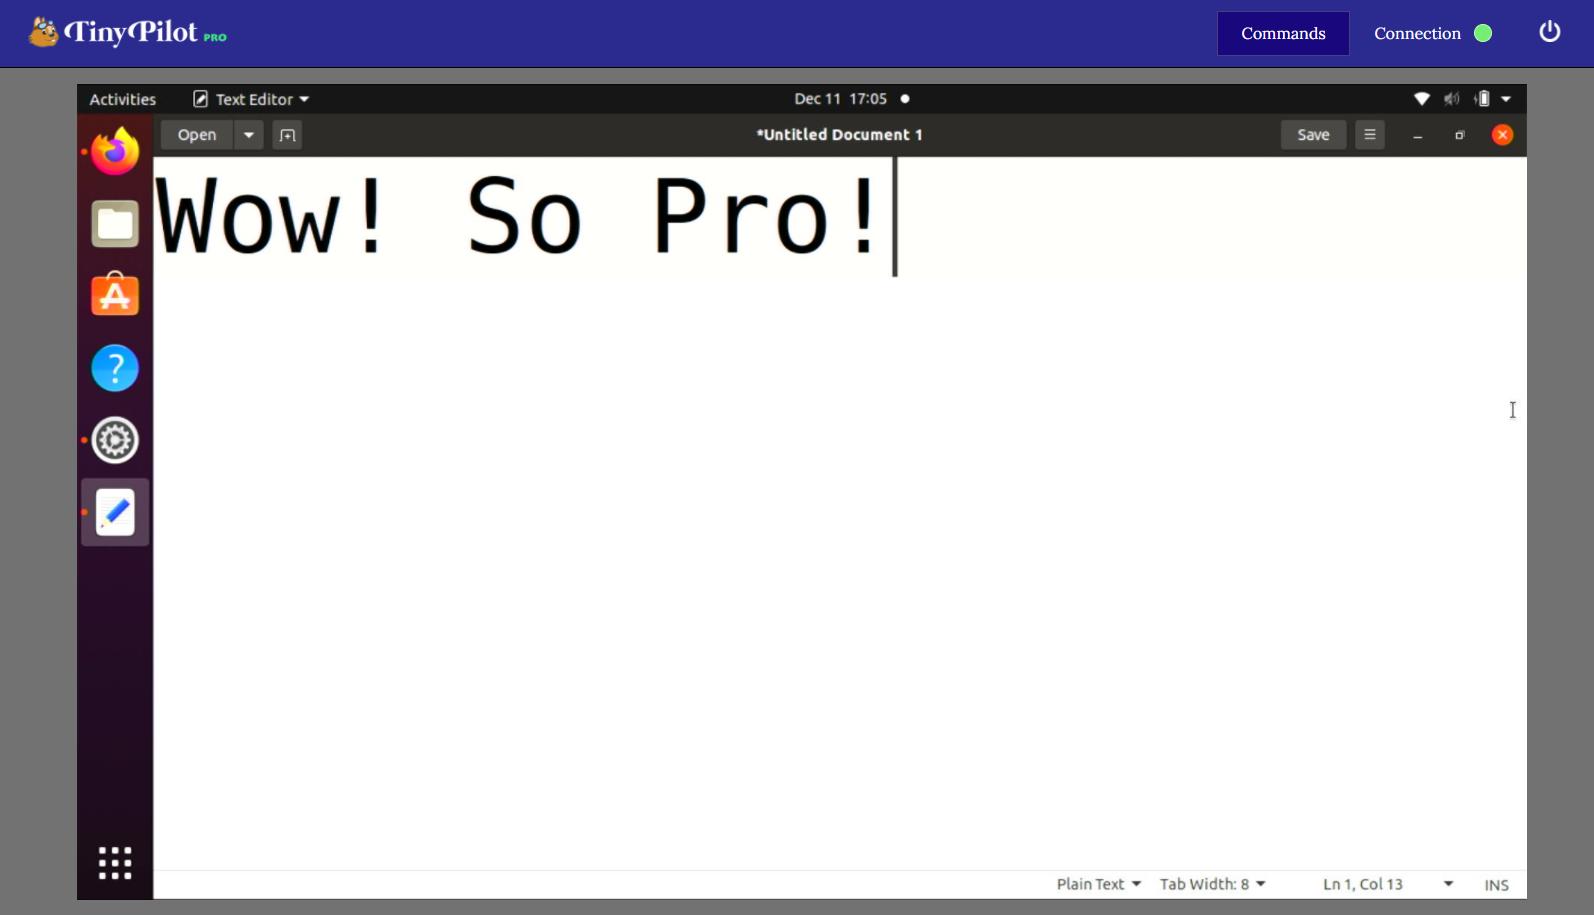 TinyPilot PRO
Commands
Connection
Activities
Text Editor
Dec 11 17:05
Open
*Untitled Document 1
Save
Wow! So Pro!
Plain Text
Tab Width: 8
Ln 1, Col 13
INS